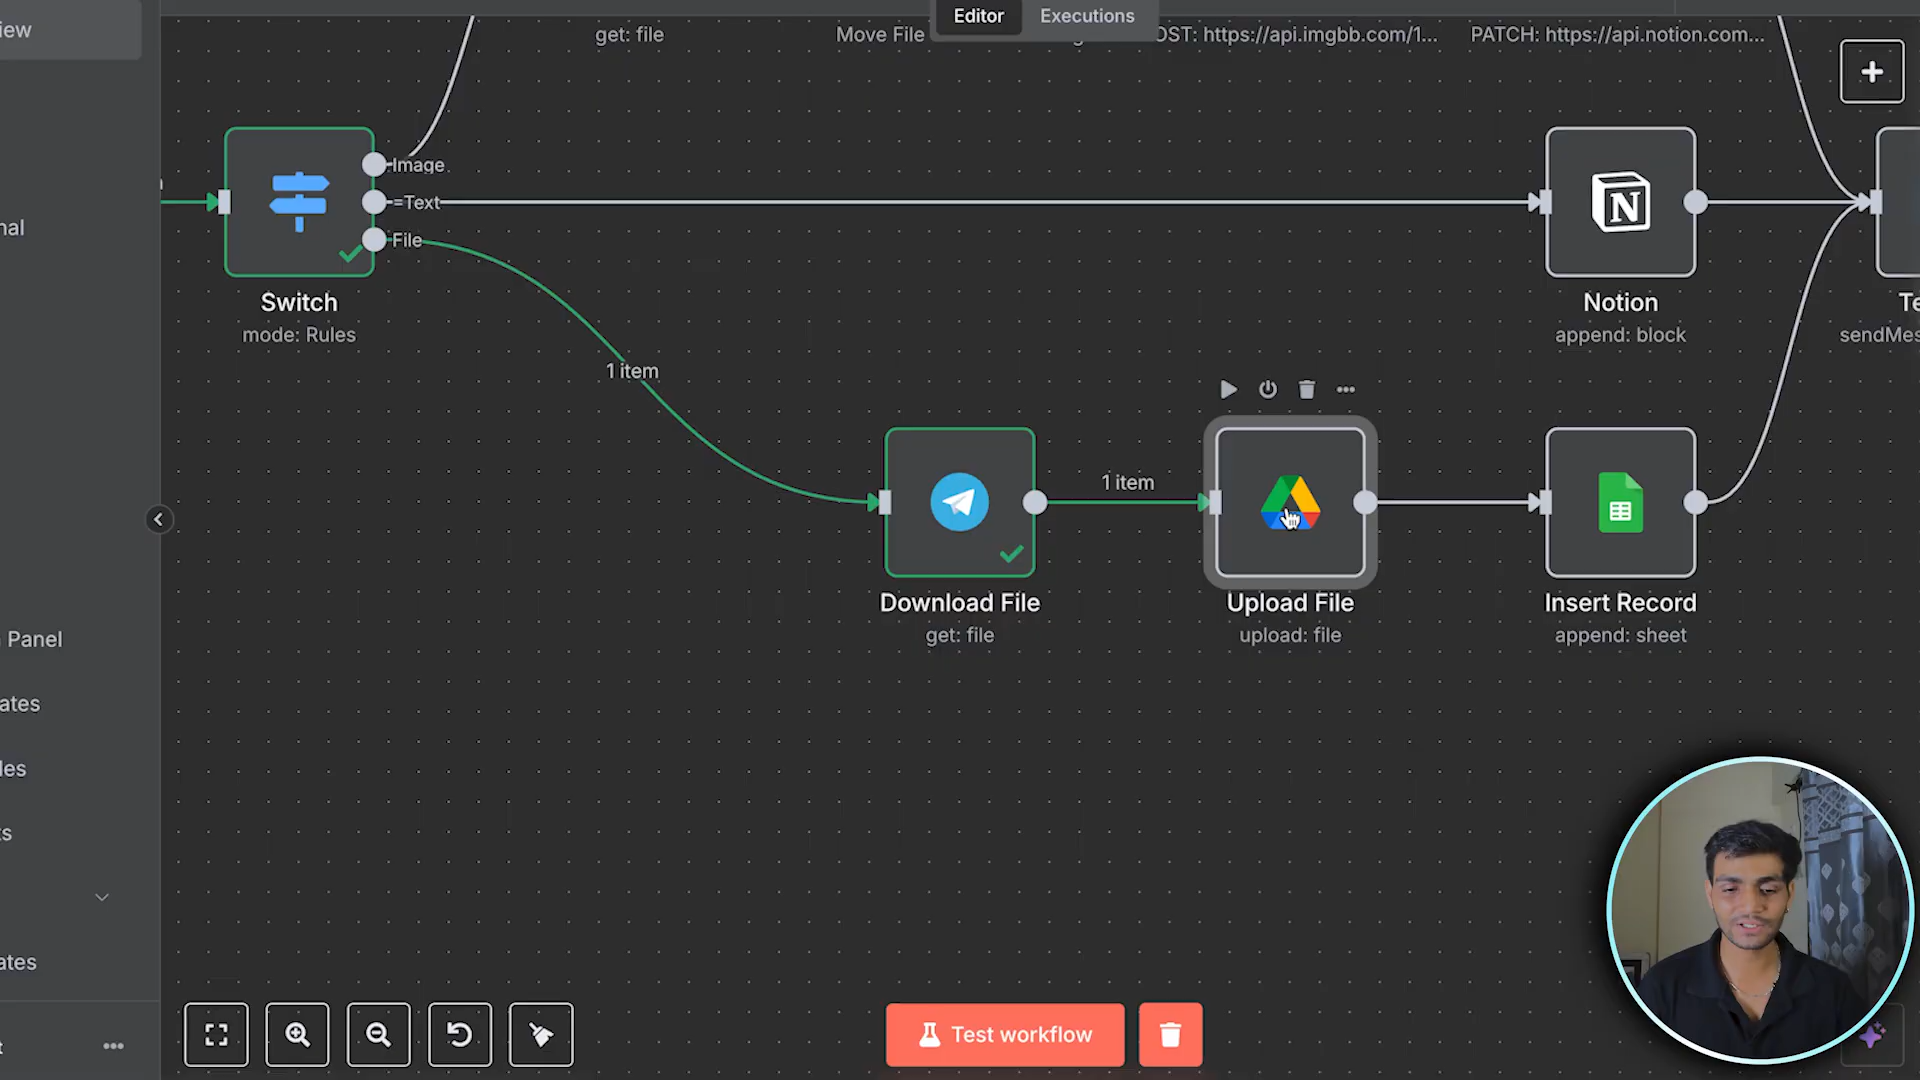 Editor
Executions
iew
get: file
Move File
OST: https://api.imgbb.com/1...
PATCH: https://api.notion.com...
Image
=Text
File
nal
Switch
mode: Rules
Notion
append: block
Te
sendMes
1 item
1 item
Download File
get: file
Upload File
upload: file
Insert Record
append: sheet
Panel
ates
les
ts
ates
t
Test workflow